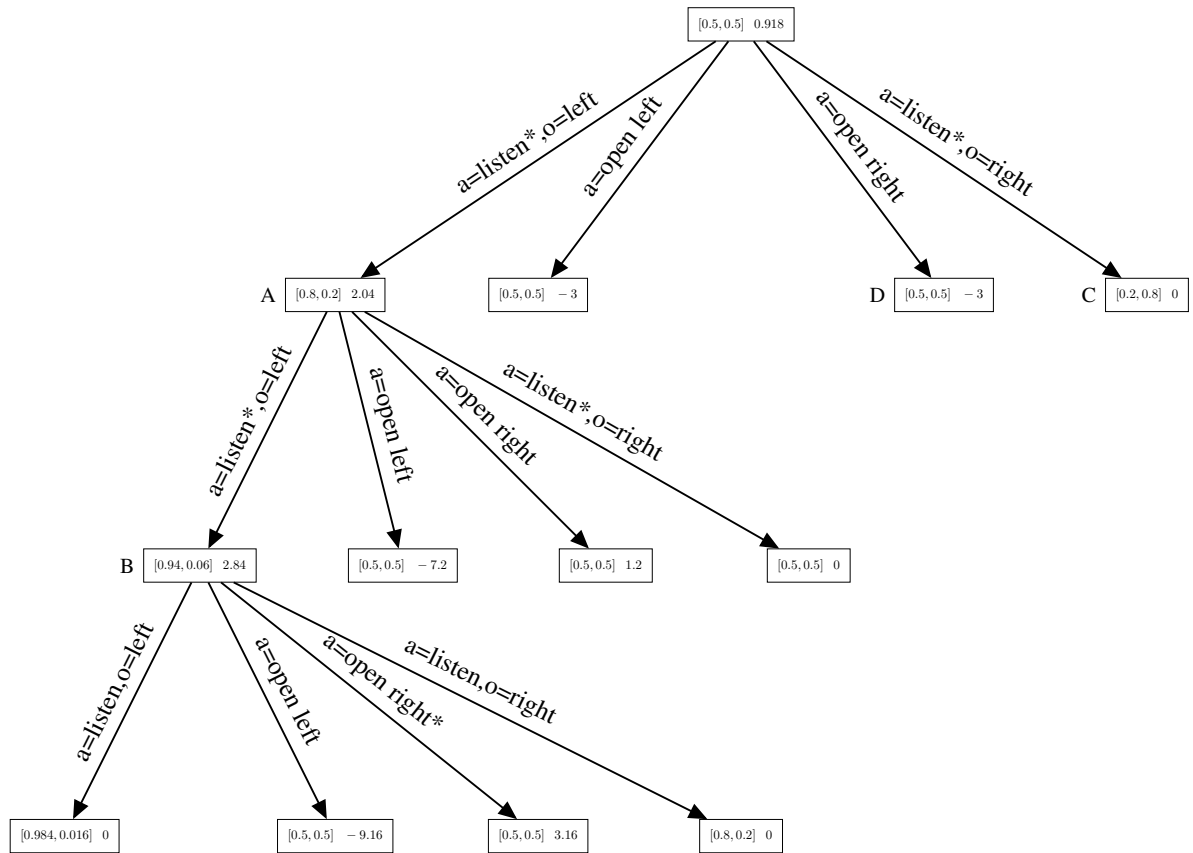 [0.5, 0.5] 0.918
a=listen*,o=left
a=open left
a=open right
a=listen*,o=right
A [0.8, 0.2] 2.04
[0.5, 0.5] − 3
D [0.5, 0.5] − 3
C [0.2, 0.8] 0
a=listen*,o=left
a=open left
a=open right
a=listen*,o=right
B [0.94, 0.06] 2.84
[0.5, 0.5] − 7.2
[0.5, 0.5] 1.2
[0.5, 0.5] 0
a=listen,o=left
a=open left
a=open right*
a=listen,o=right
[0.984, 0.016] 0
[0.5, 0.5] − 9.16
[0.5, 0.5] 3.16
[0.8, 0.2] 0